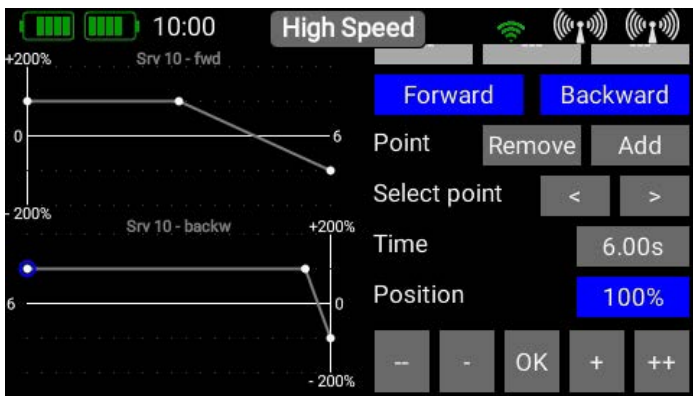 10:00 High Speed
+200% Srv 10 - fwd
0 6
- 200%
Srv 10 - backw +200%
6 0
- 200%
Forward Backward
Point Remove Add
Select point < >
Time 6.00s
Position 100%
-- - OK + ++